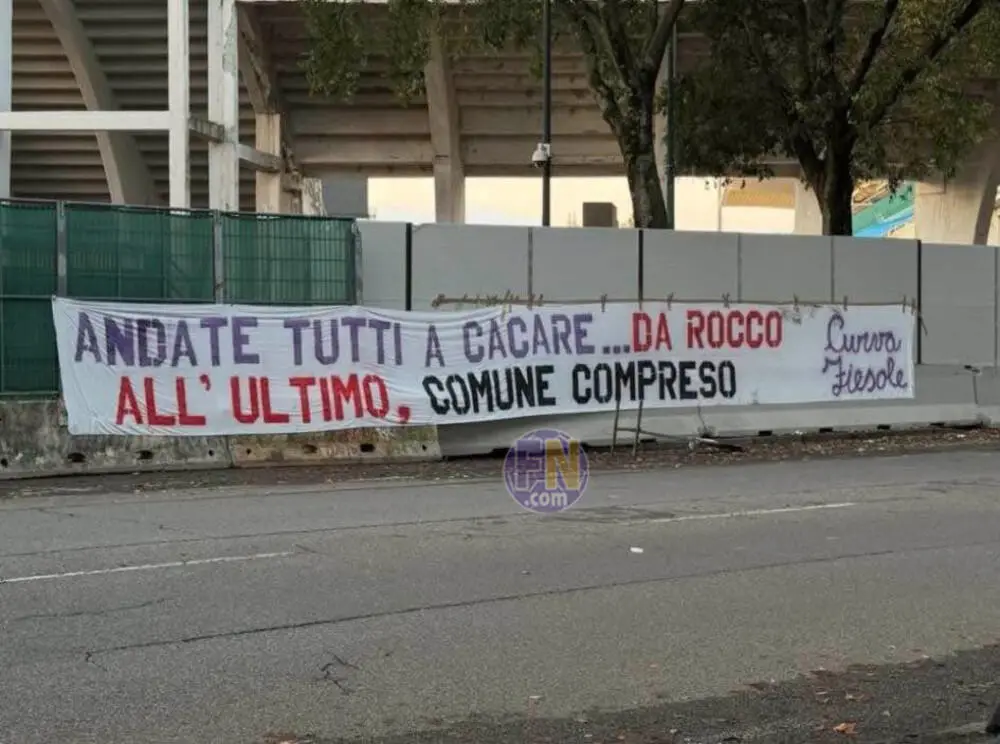 ANDATE TUTTI A CACARE...DA ROCCO
ALL'ULTIMO, COMUNE COMPRESO
Curva
Fiesole
FN
.com